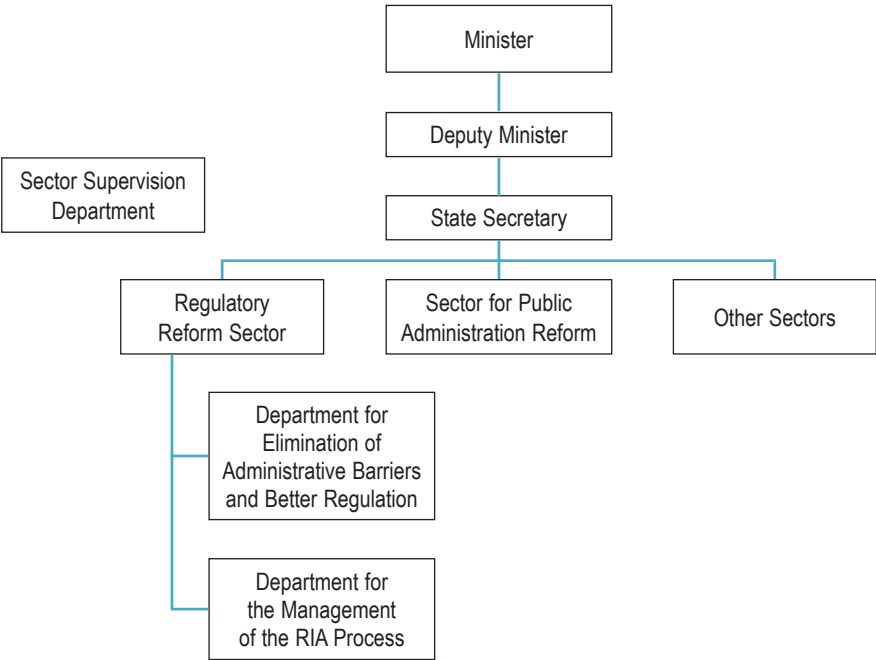 Minister
Deputy Minister
Sector Supervision
Department
State Secretary
Regulatory
Reform Sector
Sector for Public
Administration Reform
Other Sectors
Department for
Elimination of
Administrative Barriers
and Better Regulation
Department for
the Management
of the RIA Process